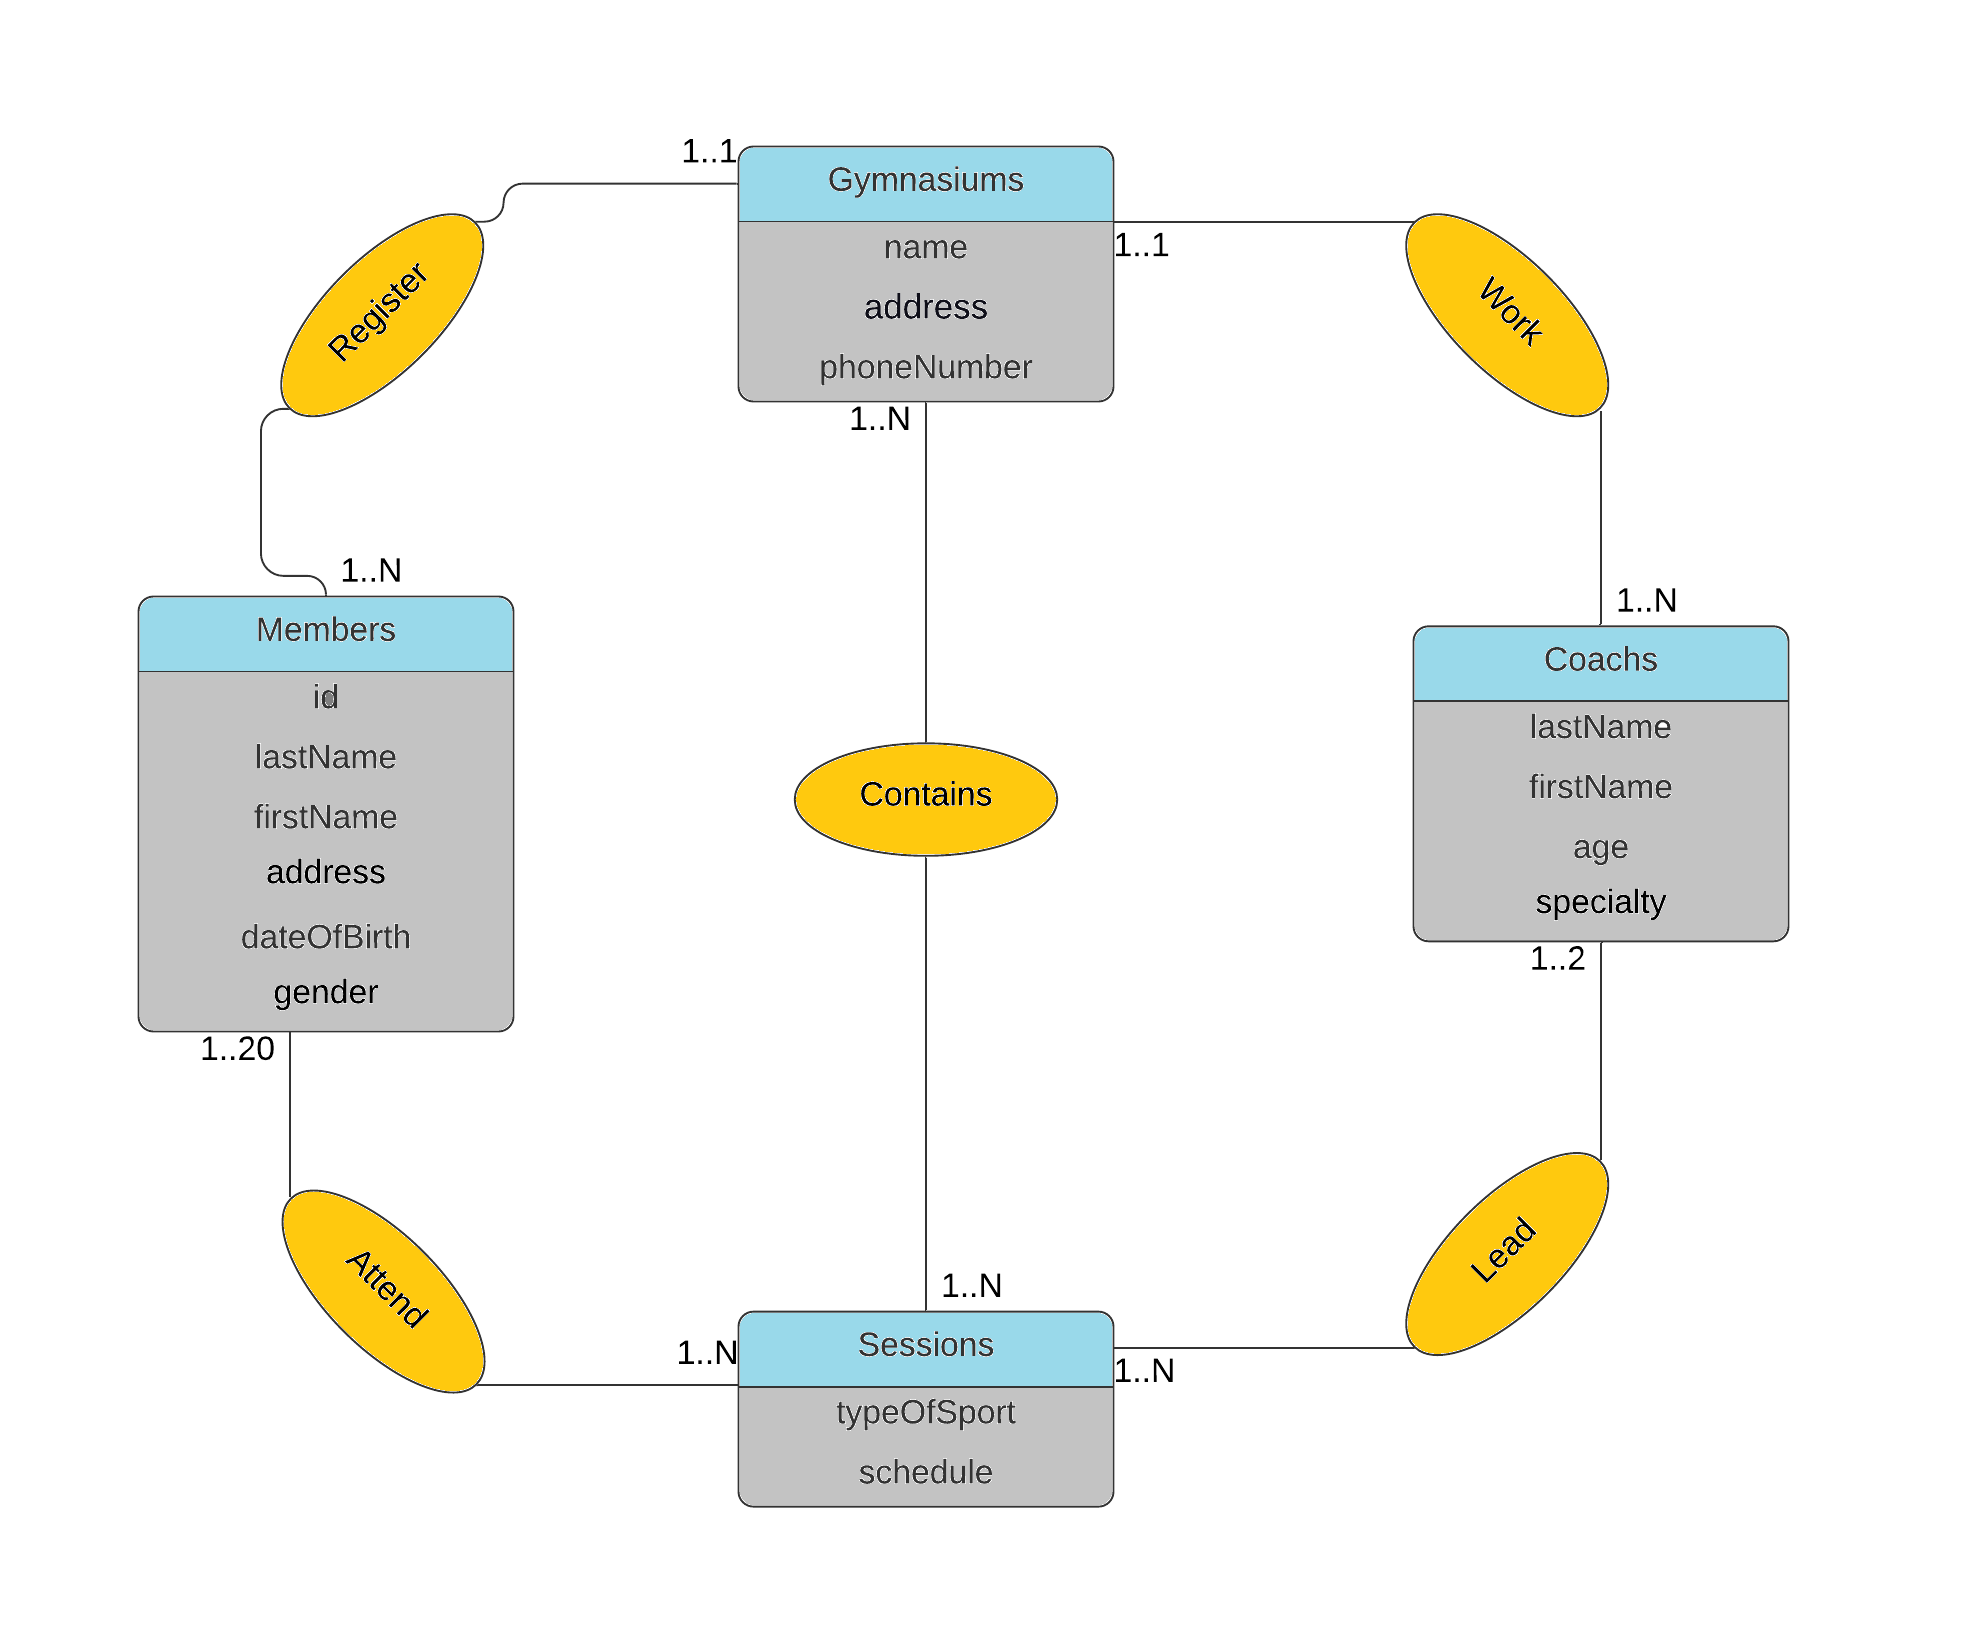 1..1
Gymnasiums
name
address
phoneNumber
1..1
1..N
Register
Work
1..N
Members
id
lastName
firstName
address
dateOfBirth
gender
1..20
Contains
1..N
Coachs
lastName
firstName
age
specialty
1..2
Attend
Lead
1..N
1..N
Sessions
typeOfSport
schedule
1..N